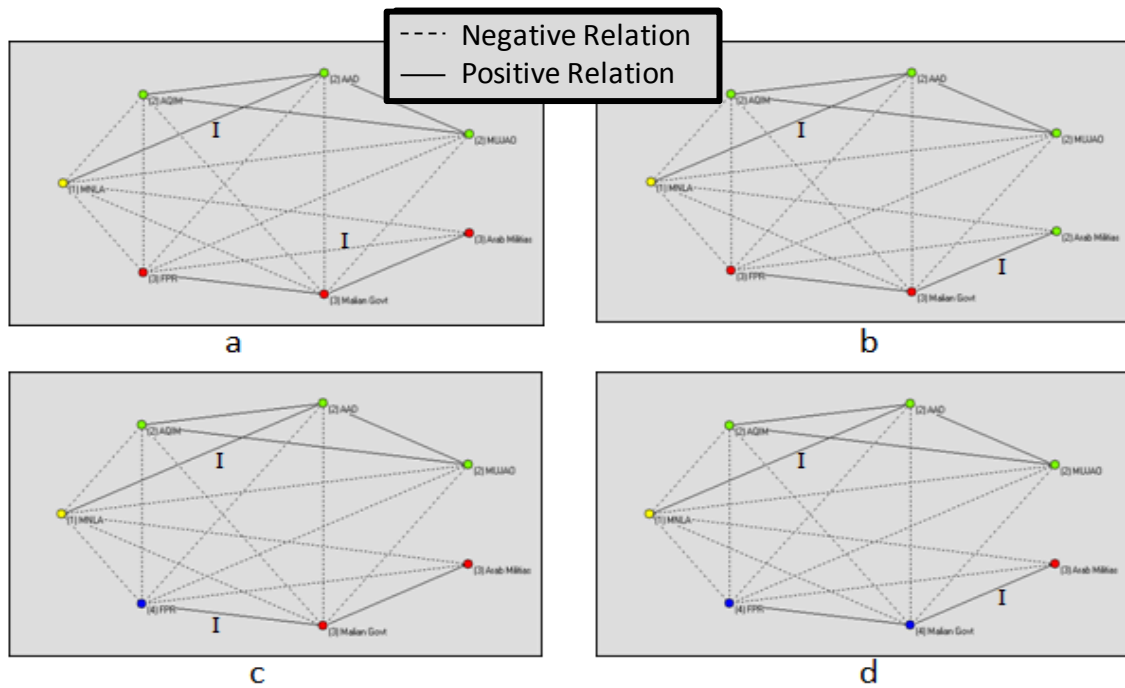 Negative Relation
Positive Relation
(2) AAD
(2) AQIM
I
(2) MUJAO
(1) MNLA
I
(3) Arab Militias
(3) FPR
(3) Malian Govt
a
(2) AAD
(2) AQIM
I
(2) MUJAO
(1) MNLA
(2) Arab Militias
I
(3) FPR
(3) Malian Govt
b
(2) AAD
(2) AQIM
I
(2) MUJAO
(1) MNLA
(3) Arab Militias
(4) FPR
I
(3) Malian Govt
c
(2) AAD
(2) AQIM
I
(2) MUJAO
(1) MNLA
(3) Arab Militias
I
(4) FPR
(4) Malian Govt
d